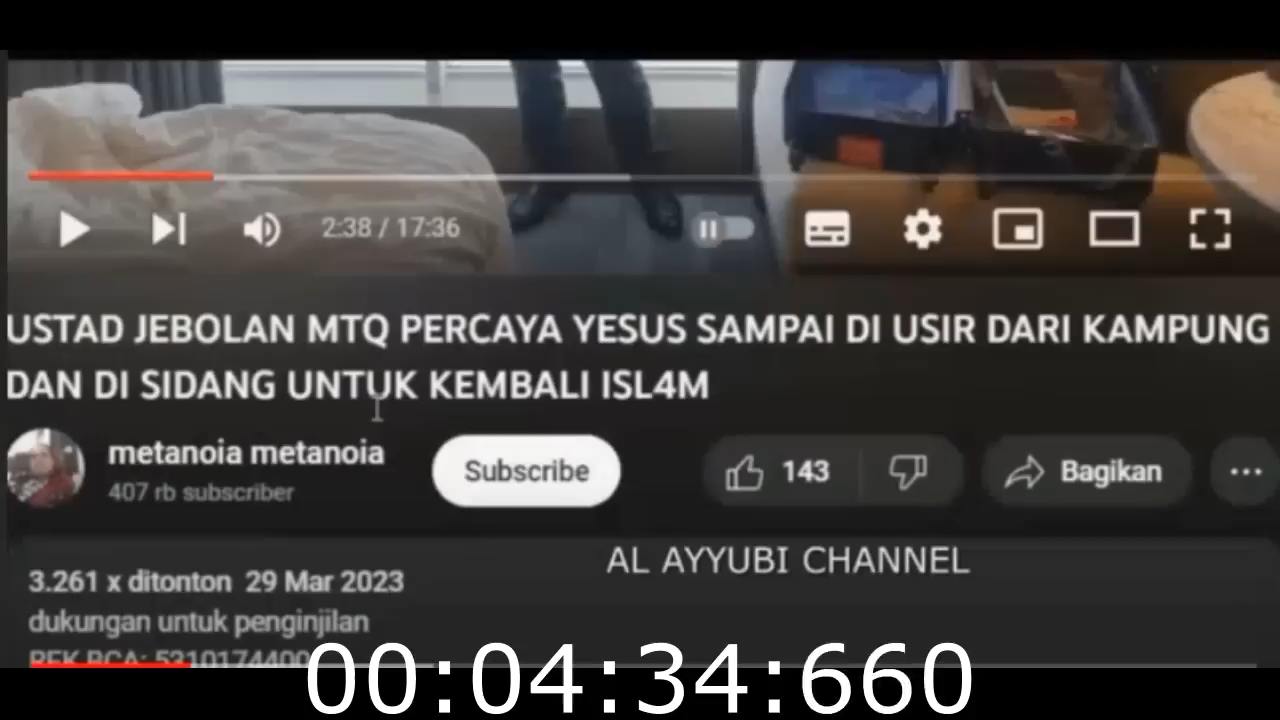 2:38 / 17:36
USTAD JEBOLAN MTQ PERCAYA YESUS SAMPAI DI USIR DARI KAMPUNG
DAN DI SIDANG UNTUK KEMBALI ISL4M
metanoia metanoia
407 rb subscriber
Subscribe
143
Bagikan
AL AYYUBI CHANNEL
3.261 x ditonton 29 Mar 2023
dukungan untuk penginjilan
REK BCA:
00:04:34:660